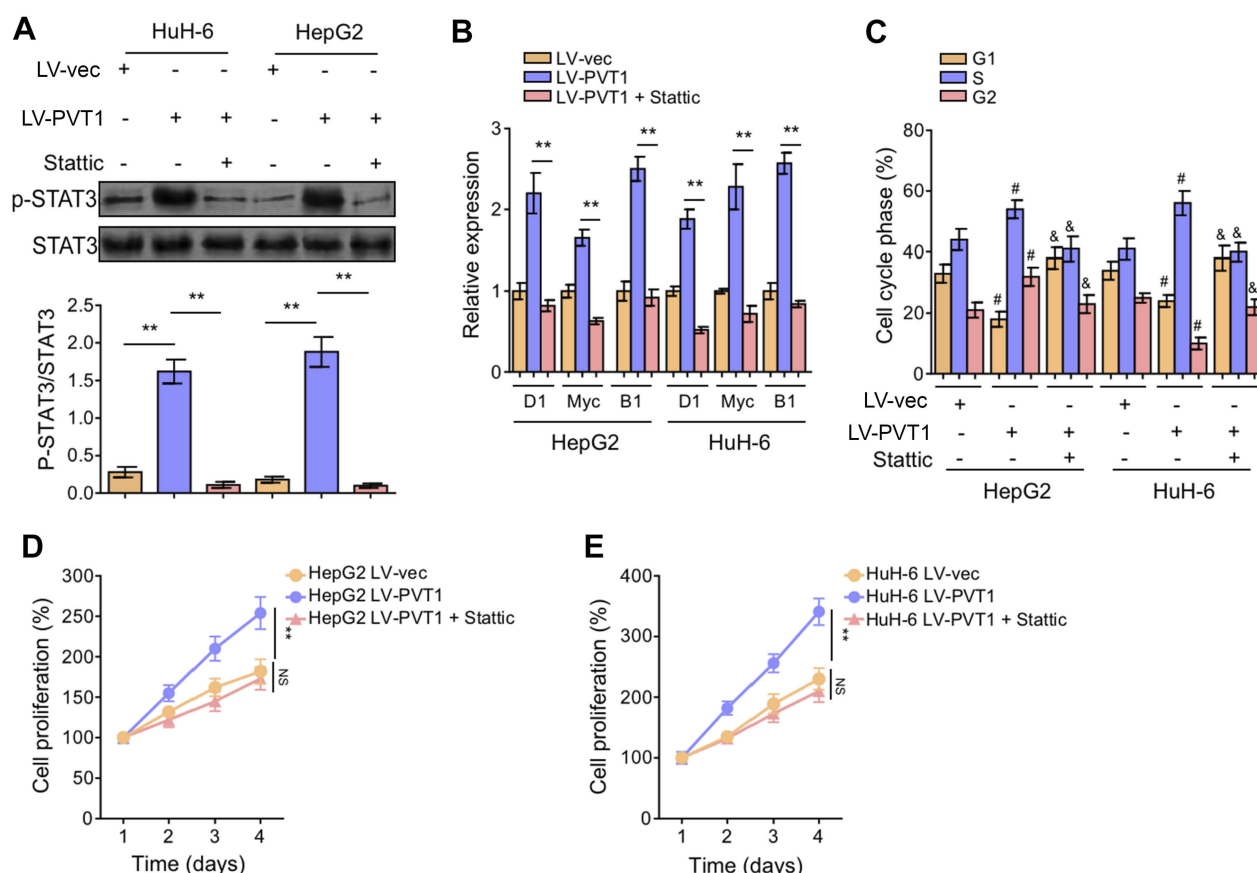 A
HuH-6 HepG2
LV-vec + - - + - -
LV-PVT1 - + + - + +
Stattic - - + - - +
p-STAT3
STAT3
** ** ** **
P-STAT3/STAT3
2.5
2.0
1.5
1.0
0.5
0.0
B
LV-vec
LV-PVT1
LV-PVT1 + Stattic
Relative expression
3
2
1
0
** ** ** ** ** **
D1 Myc B1 D1 Myc B1
HepG2 HuH-6
C
G1
S
G2
Cell cycle phase (%)
80
60
40
20
0
# # # & & & # # # & & &
LV-vec + - - + - -
LV-PVT1 - + + - + +
Stattic - - + - - +
HepG2 HuH-6
D
HepG2 LV-vec
HepG2 LV-PVT1
HepG2 LV-PVT1 + Stattic
Cell proliferation (%)
300
250
200
150
100
50
0
**
NS
1 2 3 4
Time (days)
E
HuH-6 LV-vec
HuH-6 LV-PVT1
HuH-6 LV-PVT1 + Stattic
Cell proliferation (%)
400
300
200
100
0
**
NS
1 2 3 4
Time (days)